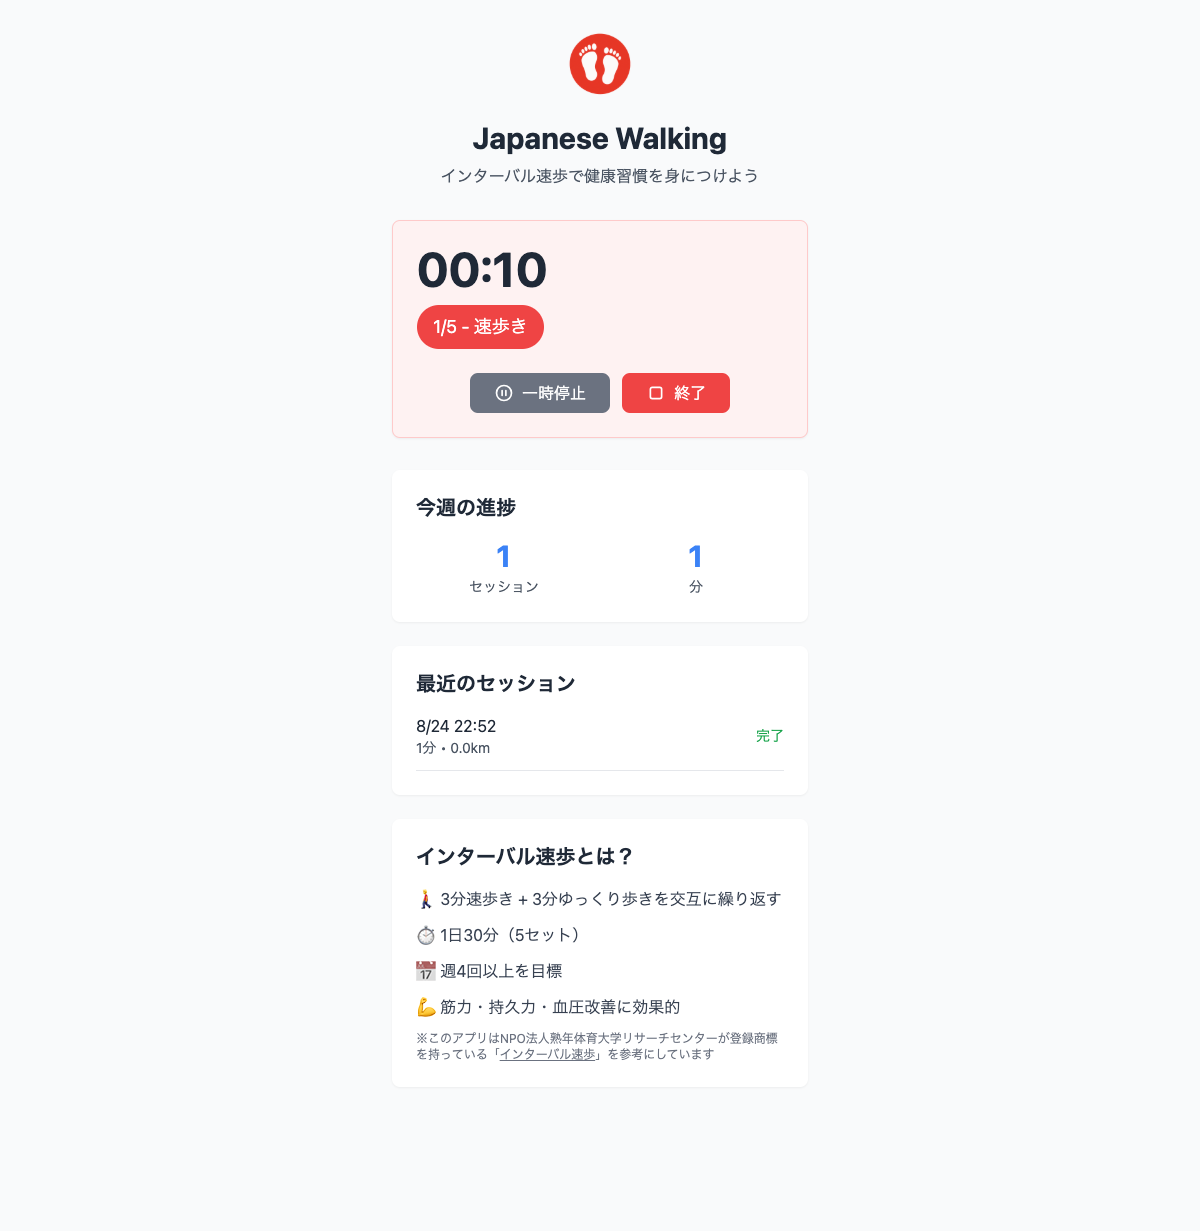 Japanese Walking
インターバル速歩で健康習慣を身につけよう
00:10
1/5 - 速歩き
一時停止 終了
今週の進捗
1 1
セッション 分
最近のセッション
8/24 22:52
完了
1分 • 0.0km
インターバル速歩とは？
3分速歩き + 3分ゆっくり歩きを交互に繰り返す
1日30分（5セット）
17 週4回以上を目標
筋力・持久力・血圧改善に効果的
※このアプリはNPO法人熟年体育大学リサーチセンターが登録商標
を持っている「インターバル速歩」を参考にしています